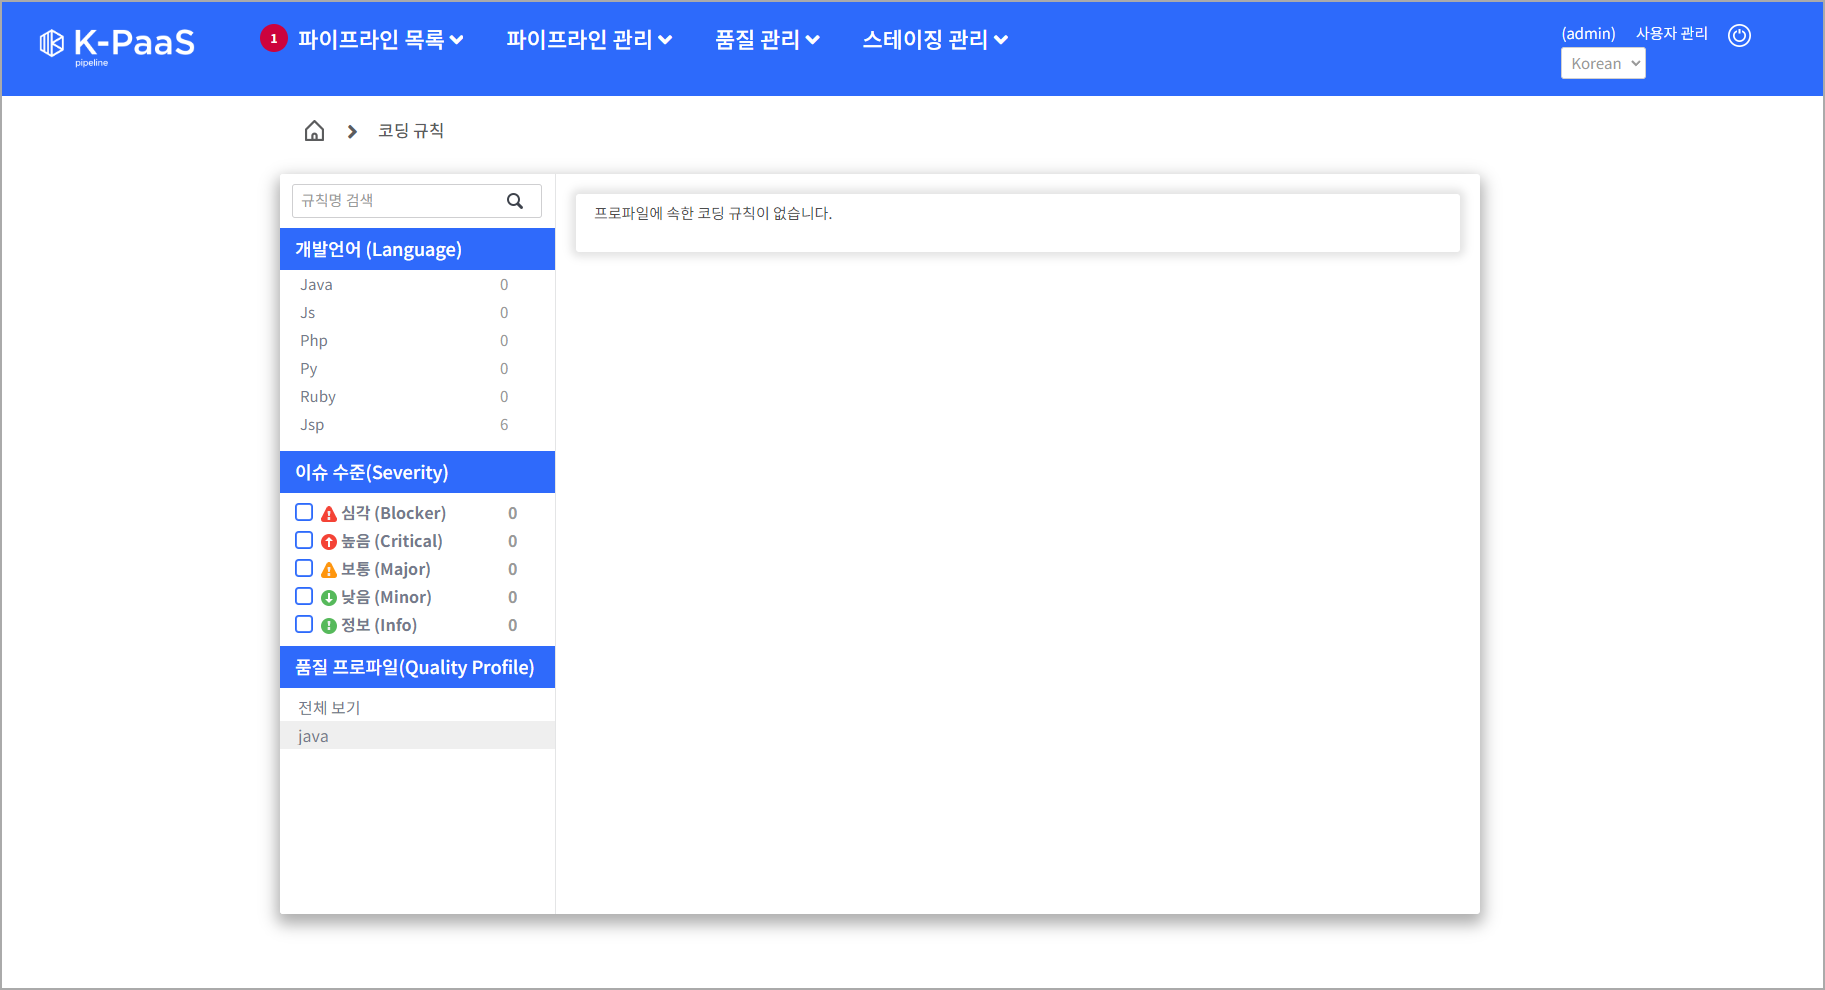 K-PaaS
pipeline
1 파이프라인 목록
파이프라인 관리
품질 관리
스테이징 관리
(admin) 사용자 관리
Korean
코딩 규칙
규칙명 검색
프로파일에 속한 코딩 규칙이 없습니다.
개발언어 (Language)
Java 0
Js 0
Php 0
Py 0
Ruby 0
Jsp 6
이슈 수준(Severity)
심각 (Blocker) 0
높음 (Critical) 0
보통 (Major) 0
낮음 (Minor) 0
정보 (Info) 0
품질 프로파일(Quality Profile)
전체 보기
java